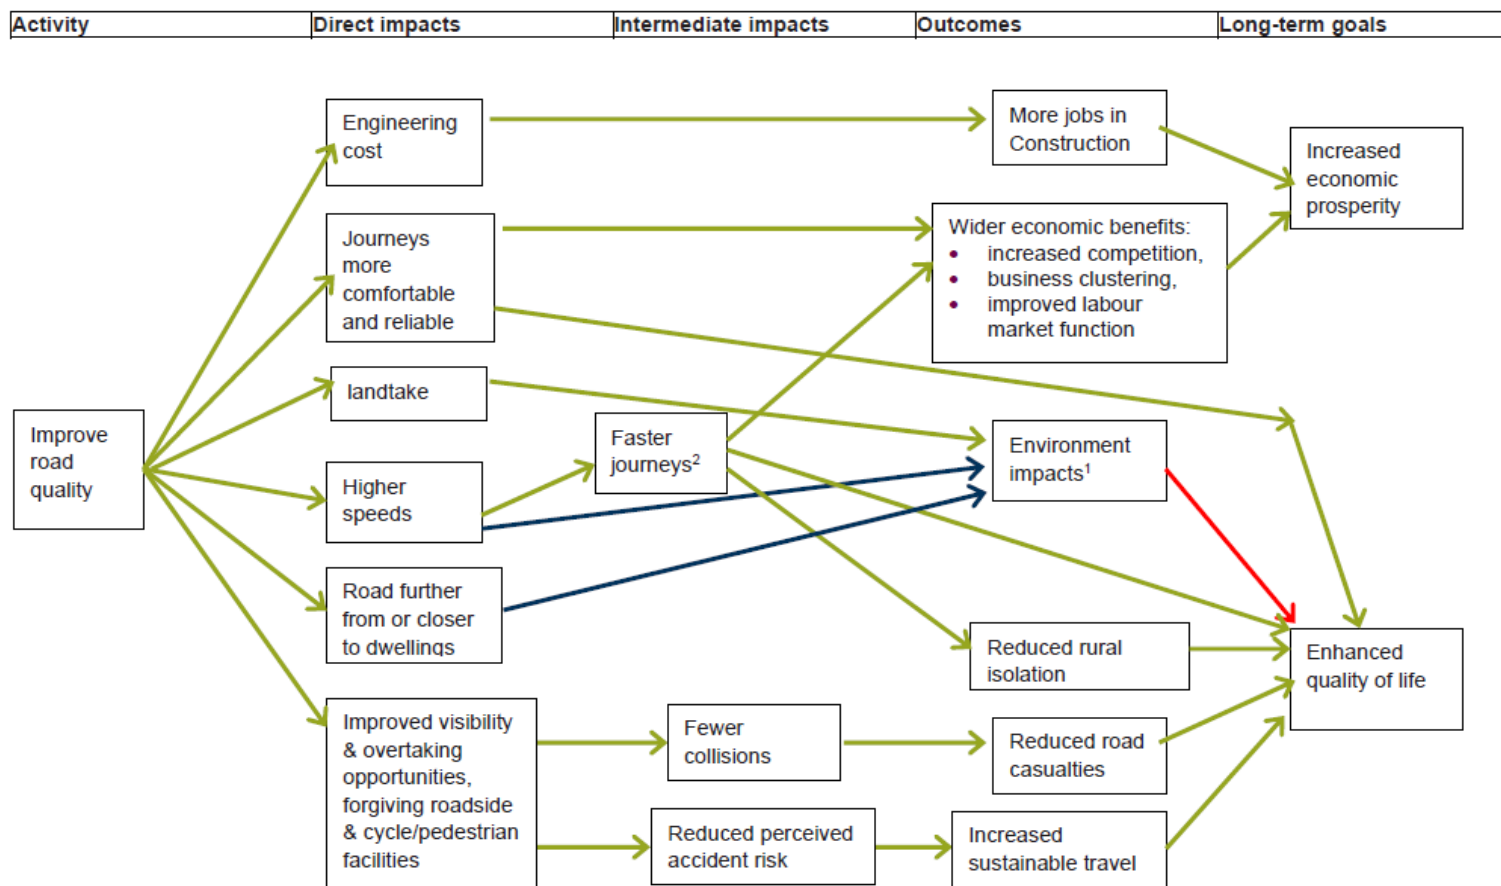 Activity
Direct impacts
Intermediate impacts
Outcomes
Long-term goals
Engineering
cost
More jobs in
Construction
Increased
economic
prosperity
Journeys
more
comfortable
and reliable
Wider economic benefits:
• increased competition,
• business clustering,
• improved labour
market function
landtake
Improve
road
quality
Faster
journeys²
Environment
impacts¹
Higher
speeds
Road further
from or closer
to dwellings
Reduced rural
isolation
Enhanced
quality of life
Improved visibility
& overtaking
opportunities,
forgiving roadside
& cycle/pedestrian
facilities
Fewer
collisions
Reduced road
casualties
Reduced perceived
accident risk
Increased
sustainable travel